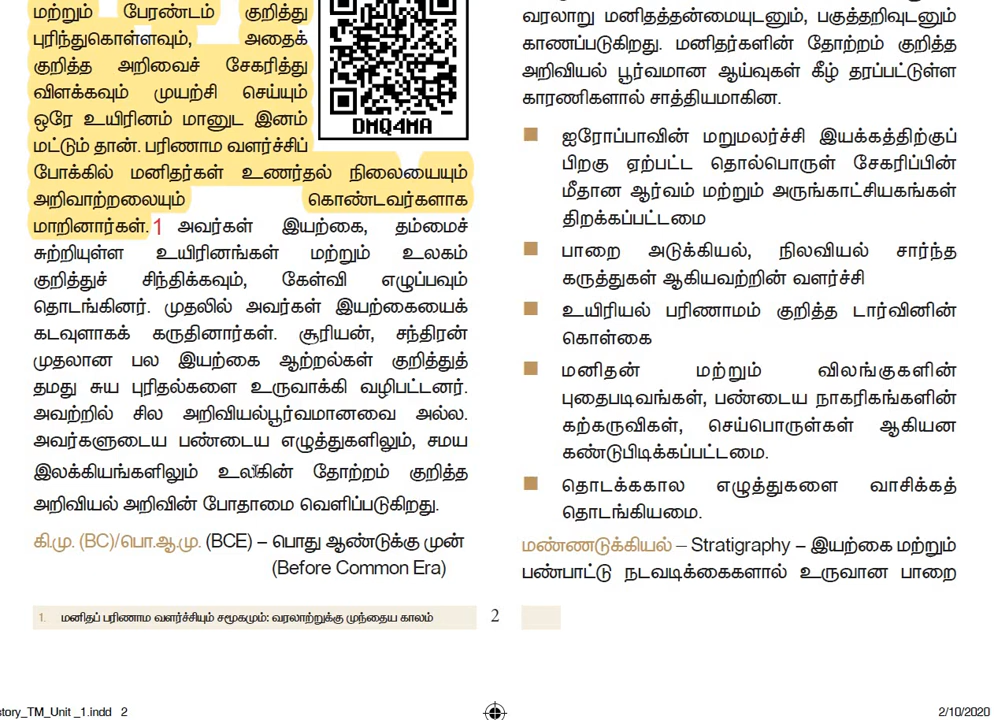 மற்றும் பேரண்டம் குறித்து
புரிந்துகொள்ளவும், அதைக்
குறித்த அறிவைச் சேகரித்து
விளக்கவும் முயற்சி செய்யும்
ஒரே உயிரினம் மானுட இனம்
மட்டும் தான். பரிணாம வளர்ச்சிப்
போக்கில் மனிதர்கள் உணர்தல் நிலையையும்
அறிவாற்றலையும் கொண்டவர்களாக
மாறினார்கள். 1 அவர்கள் இயற்கை, தம்மைச்
சுற்றியுள்ள உயிரினங்கள் மற்றும் உலகம்
குறித்துச் சிந்திக்கவும், கேள்வி எழுப்பவும்
தொடங்கினர். முதலில் அவர்கள் இயற்கையைக்
கடவுளாகக் கருதினார்கள். சூரியன், சந்திரன்
முதலான பல இயற்கை ஆற்றல்கள் குறித்துத்
தமது சுய புரிதல்களை உருவாக்கி வழிபட்டனர்.
அவற்றில் சில அறிவியல்பூர்வமானவை அல்ல.
அவர்களுடைய பண்டைய எழுத்துகளிலும், சமய
இலக்கியங்களிலும் உலகின் தோற்றம் குறித்த
அறிவியல் அறிவின் போதாமை வெளிப்படுகிறது.
கி.மு. (BC)/பொ.ஆ.மு. (BCE) – பொது ஆண்டுக்கு முன்
(Before Common Era)
DMQ4MA
வரலாறு மனிதத்தன்மையுடனும், பகுத்தறிவுடனும்
காணப்படுகிறது. மனிதர்களின் தோற்றம் குறித்த
அறிவியல் பூர்வமான ஆய்வுகள் கீழ் தரப்பட்டுள்ள
காரணிகளால் சாத்தியமாகின.
ஐரோப்பாவின் மறுமலர்ச்சி இயக்கத்திற்குப்
பிறகு ஏற்பட்ட தொல்பொருள் சேகரிப்பின்
மீதான ஆர்வம் மற்றும் அருங்காட்சியகங்கள்
திறக்கப்பட்டமை
பாறை அடுக்கியல், நிலவியல் சார்ந்த
கருத்துகள் ஆகியவற்றின் வளர்ச்சி
உயிரியல் பரிணாமம் குறித்த டார்வினின்
கொள்கை
மனிதன் மற்றும் விலங்குகளின்
புதைபடிவங்கள், பண்டைய நாகரிகங்களின்
கற்கருவிகள், செய்பொருள்கள் ஆகியன
கண்டுபிடிக்கப்பட்டமை.
தொடக்ககால எழுத்துகளை வாசிக்கத்
தொடங்கியமை.
மண்ணடுக்கியல் – Stratigraphy – இயற்கை மற்றும்
பண்பாட்டு நடவடிக்கைகளால் உருவான பாறை
1. மனிதப் பரிணாம வளர்ச்சியும் சமூகமும்: வரலாற்றுக்கு முந்தைய காலம்
2
story_TM_Unit _1.indd 2
2/10/2020